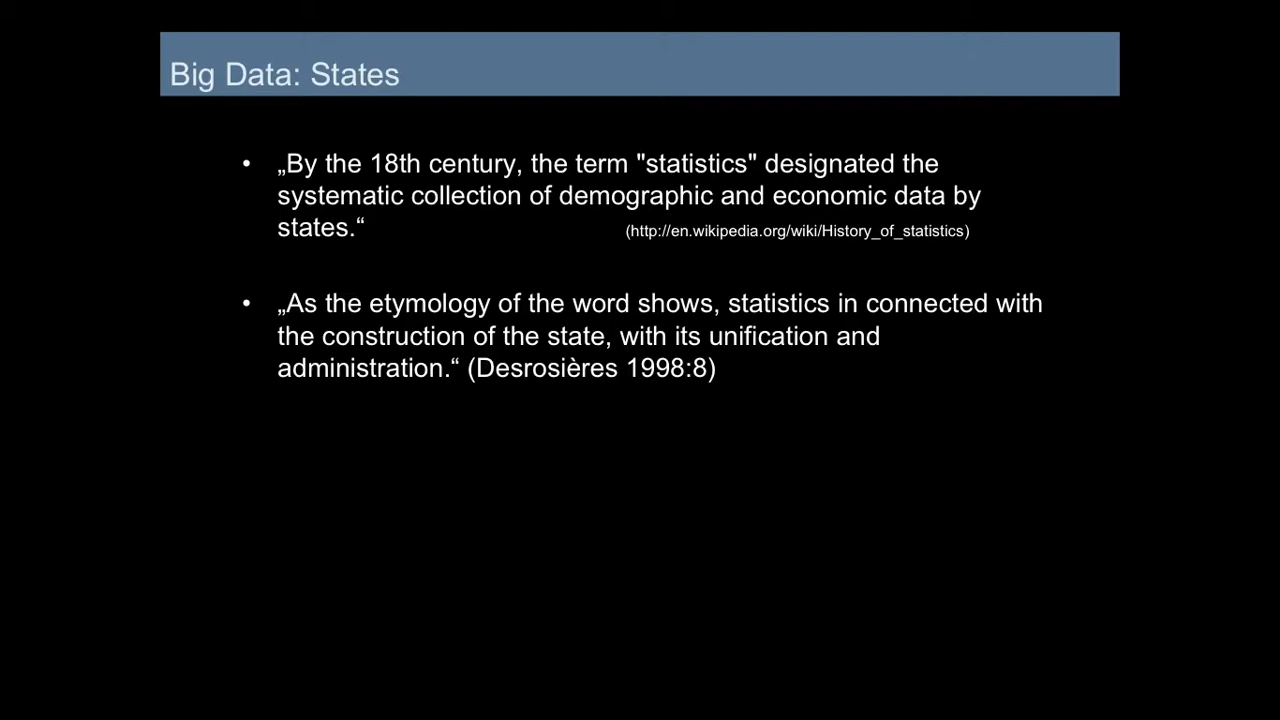 Big Data: States
• „By the 18th century, the term "statistics" designated the
systematic collection of demographic and economic data by
states.“ (http://en.wikipedia.org/wiki/History_of_statistics)
• „As the etymology of the word shows, statistics in connected with
the construction of the state, with its unification and
administration.“ (Desrosières 1998:8)